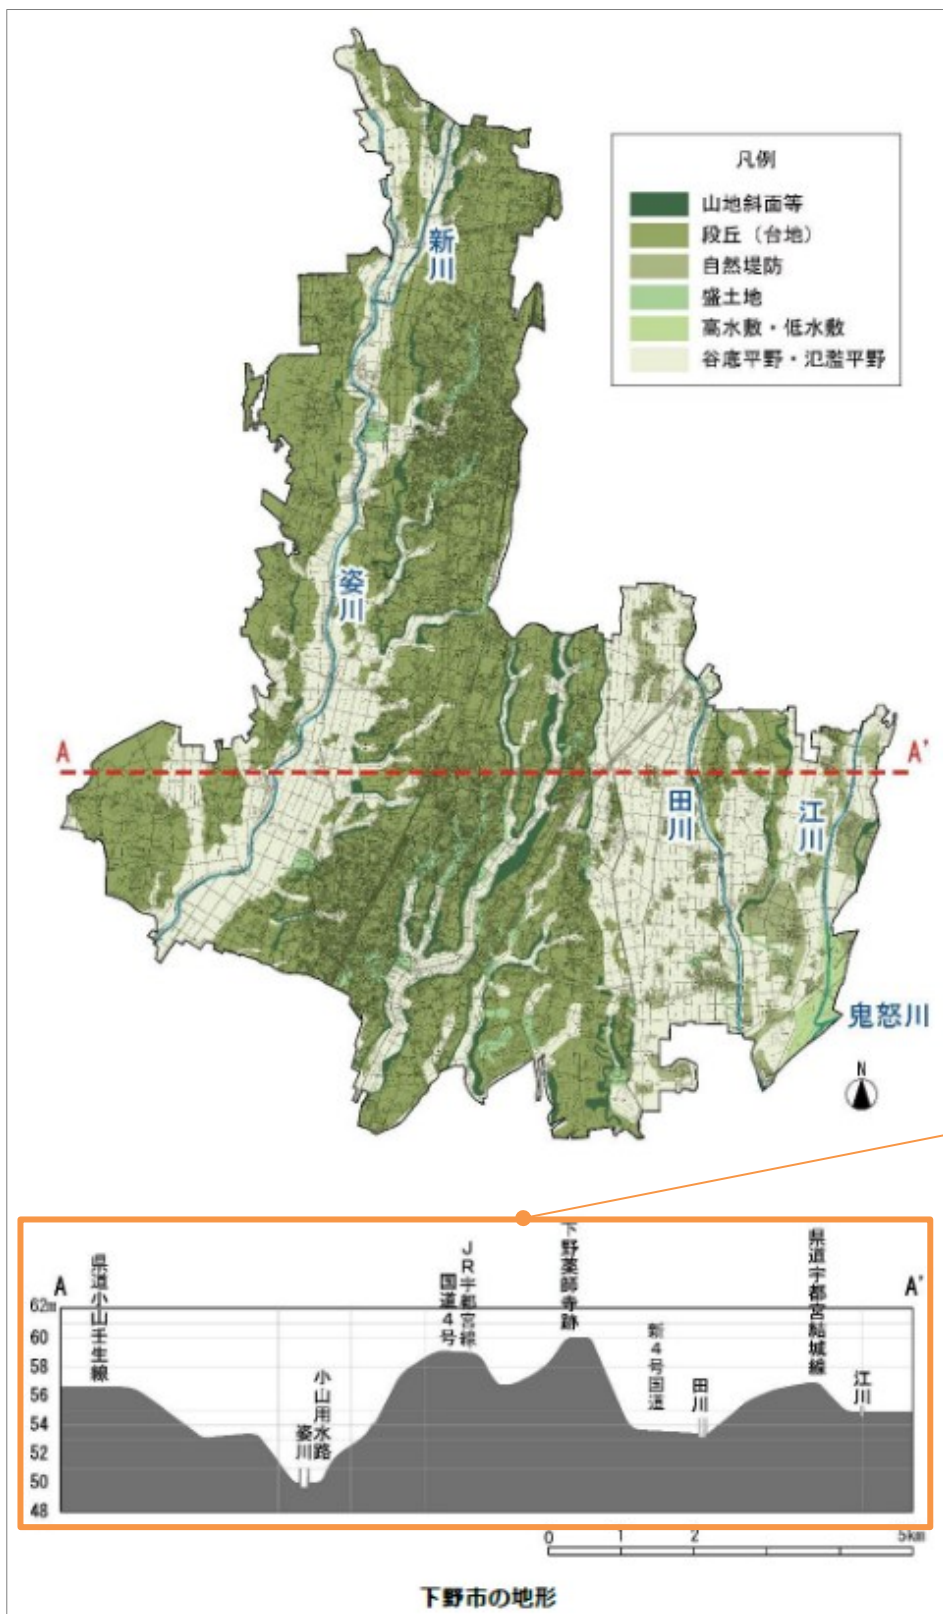 凡例
山地斜面等
段丘（台地）
自然堤防
盛土地
高水敷・低水敷
谷底平野・氾濫平野
新川
姿川
A
A'
田川
江川
鬼怒川
N
A
A'
県道小山壬生線
姿川
小山用水路
国道4号
JR宇都宮線
下野薬師寺跡
新4号国道
田川
県道宇都宮結城線
江川
62m
60
58
56
54
52
50
48
0 1 2 5km
下野市の地形